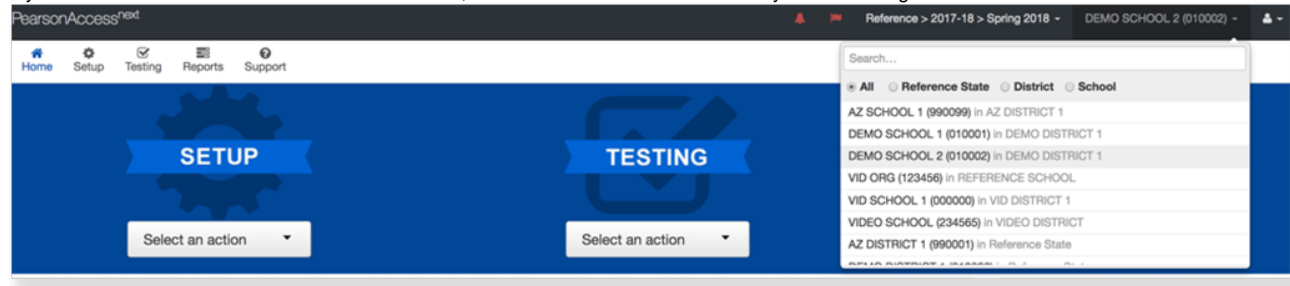 PearsonAccessnext
Reference > 2017-18 > Spring 2018
DEMO SCHOOL 2 (010002)
Home
Setup
Testing
Reports
Support
Search...
All Reference State District School
AZ SCHOOL 1 (990099) in AZ DISTRICT 1
DEMO SCHOOL 1 (010001) in DEMO DISTRICT 1
DEMO SCHOOL 2 (010002) in DEMO DISTRICT 1
VID ORG (123456) in REFERENCE SCHOOL
VID SCHOOL 1 (000000) in VID DISTRICT 1
VIDEO SCHOOL (234565) in VIDEO DISTRICT
AZ DISTRICT 1 (990001) in Reference State
SETUP
Select an action
TESTING
Select an action